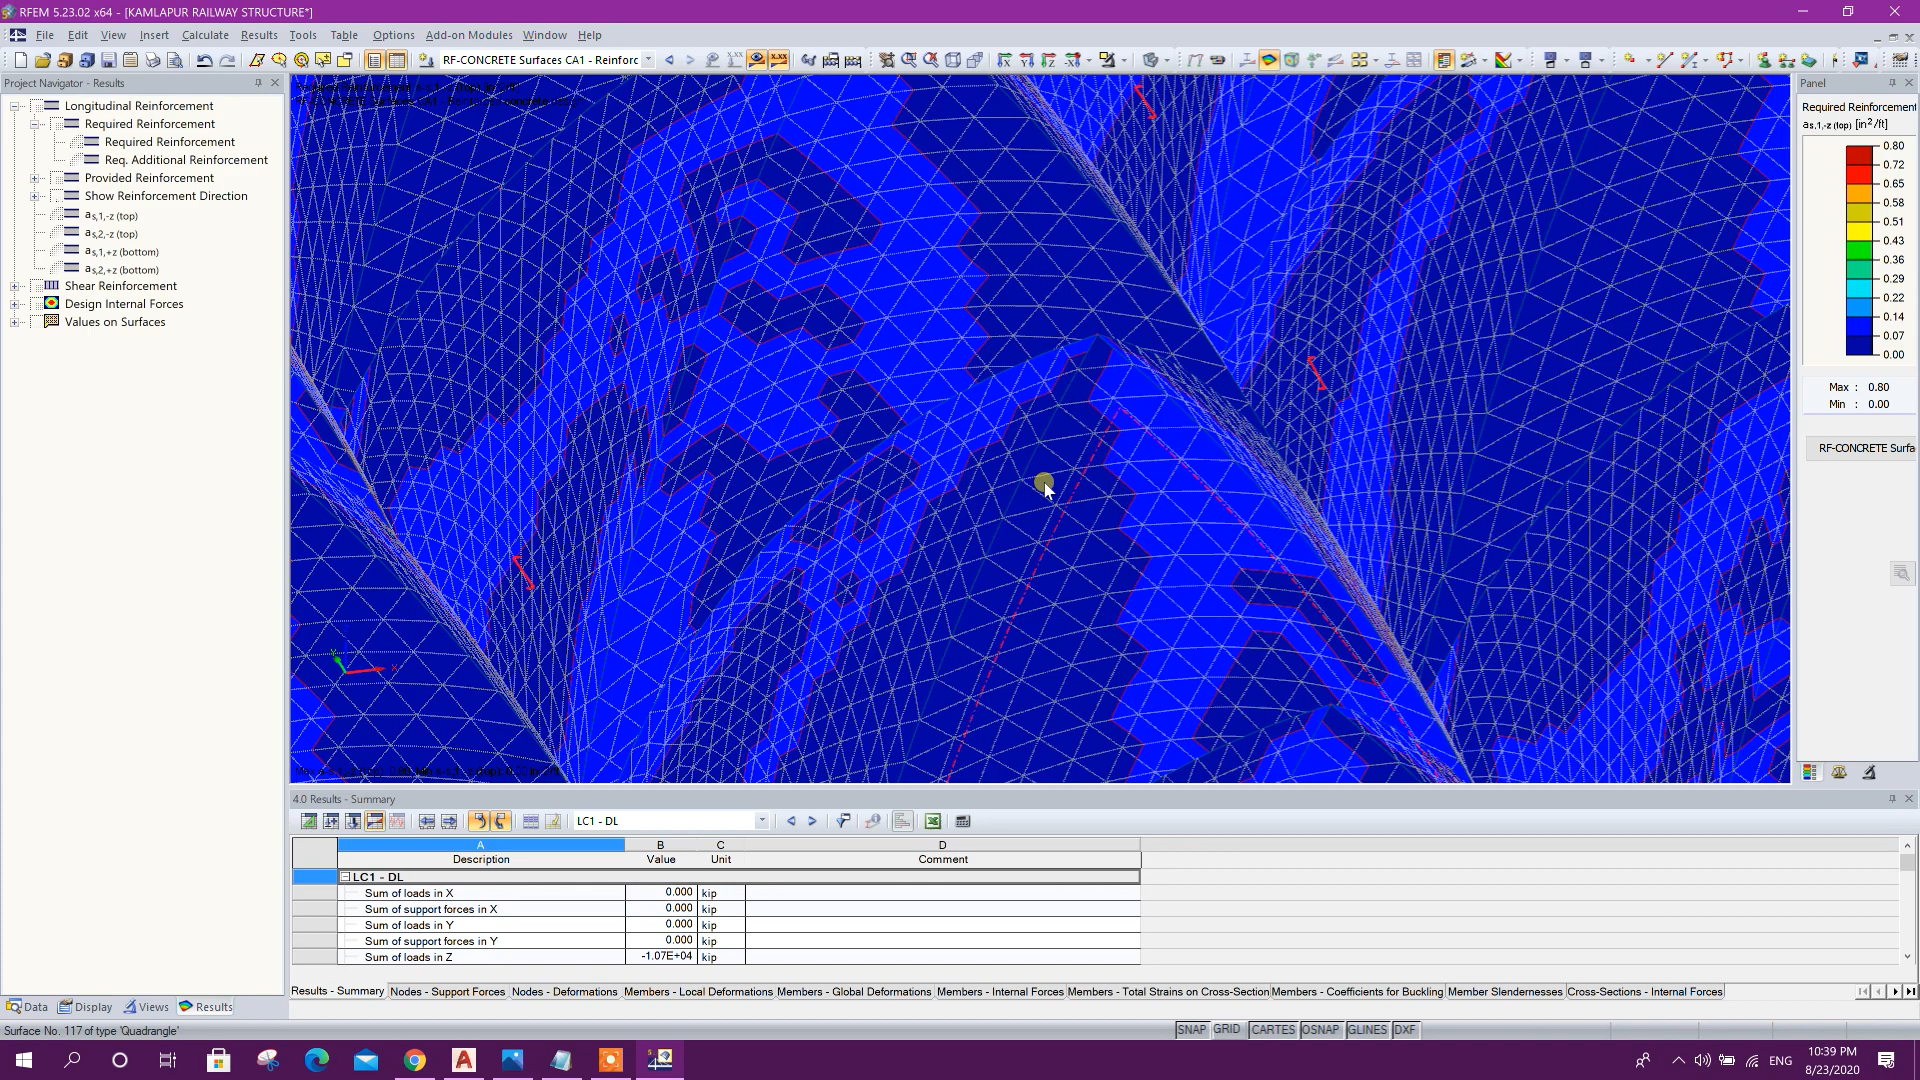 RFEM 5.23.02 x64 - [KAMLAPUR RAILWAY STRUCTURE*]
File Edit View Insert Calculate Results Tools Table Options Add-on Modules Window Help
RF-CONCRETE Surfaces CA1 - Reinforc
Project Navigator - Results
Panel
Longitudinal Reinforcement
Required Reinforcement
Required Reinforcement
Req. Additional Reinforcement
Provided Reinforcement
Show Reinforcement Direction
as,1,-z (top)
as,2,-z (top)
as,1,+z (bottom)
as,2,+z (bottom)
Shear Reinforcement
Design Internal Forces
Values on Surfaces
Required Reinforcement
as,1,-z (top) [in²/ft]
0.80
0.72
0.65
0.58
0.51
0.43
0.36
0.29
0.22
0.14
0.07
0.00
Max : 0.80
Min : 0.00
RF-CONCRETE Surfa
4.0 Results - Summary
LC1 - DL
A B C D
Description Value Unit Comment
LC1 - DL
Sum of loads in X 0.000 kip
Sum of support forces in X 0.000 kip
Sum of loads in Y 0.000 kip
Sum of support forces in Y 0.000 kip
Sum of loads in Z -1.07E+04 kip
Results - Summary Nodes - Support Forces Nodes - Deformations Members - Local Deformations Members - Global Deformations Members - Internal Forces Members - Total Strains on Cross-Section Members - Coefficients for Buckling Member Slendernesses Cross-Sections - Internal Forces
Data Display Views Results
Surface No. 117 of type 'Quadrangle'
SNAP GRID CARTES OSNAP GLINES DXF
ENG
10:39 PM
8/23/2020